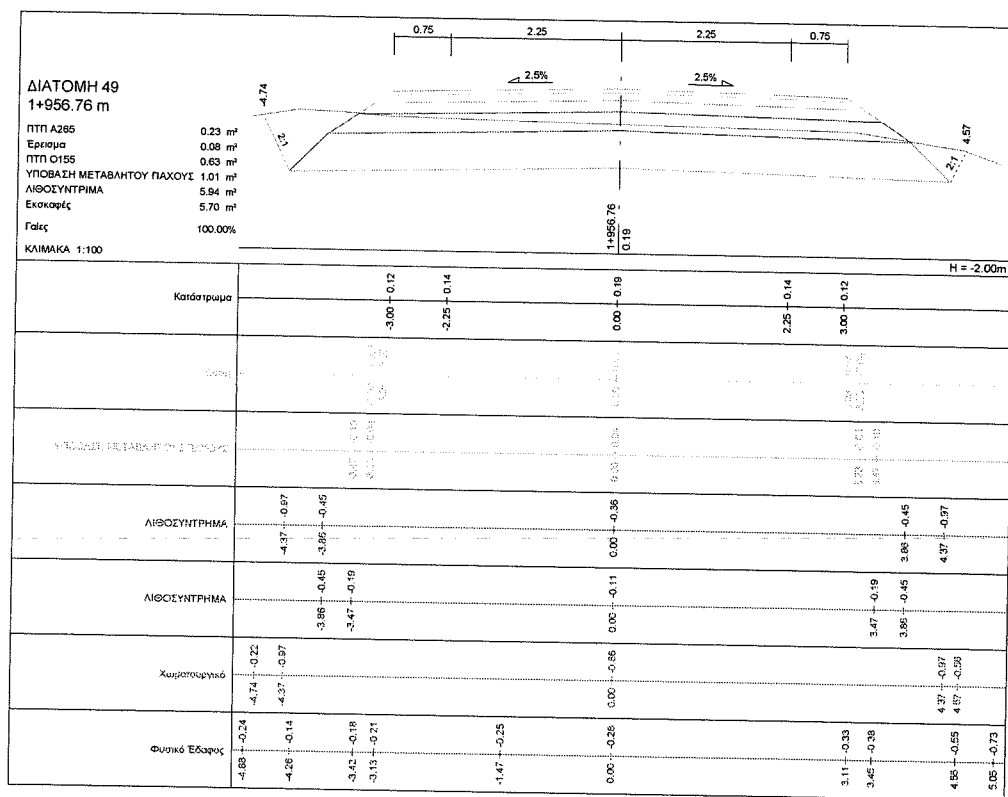 0.75 2.25 2.25 0.75
2.5% 2.5%
ΔΙΑΤΟΜΗ 49
1+956.76 m
-4.74
4.57
2:1
2:1
ΠΤΠ Α265 0.23 m²
Έρεισμα 0.08 m²
ΠΤΠ Ο155 0.63 m²
ΥΠΟΒΑΣΗ ΜΕΤΑΒΛΗΤΟΥ ΠΑΧΟΥΣ 1.01 m²
ΛΙΘΟΣΥΝΤΡΙΜΑ 5.94 m²
Εκσκαφές 5.70 m²
Γαίες 100.00%
ΚΛΙΜΑΚΑ 1:100
1+956.76
0.19
H = -2.00m
Κατάστρωμα
-3.00 0.12
-2.25 0.14
0.00 0.19
2.25 0.14
3.00 0.12
ΥΠΟΒΑΣΗ ΜΕΤΑΒΛΗΤΟΥ ΠΑΧΟΥΣ
ΛΙΘΟΣΥΝΤΡΗΜΑ
-4.37 -0.97
-3.86 -0.45
0.00 -0.36
3.86 -0.45
4.37 -0.97
ΛΙΘΟΣΥΝΤΡΗΜΑ
-3.86 -0.45
-3.47 -0.19
0.00 -0.11
3.47 -0.19
3.86 -0.45
Χωματουργικό
-4.74 -0.22
-4.37 -0.97
0.00 -0.86
4.37 -0.97
4.57 -0.56
Φυσικό Έδαφος
-4.88 -0.24
-4.26 -0.14
-3.42 -0.18
-3.13 -0.21
-1.47 -0.25
0.00 -0.28
3.11 -0.33
3.45 -0.38
4.55 -0.55
5.05 -0.73